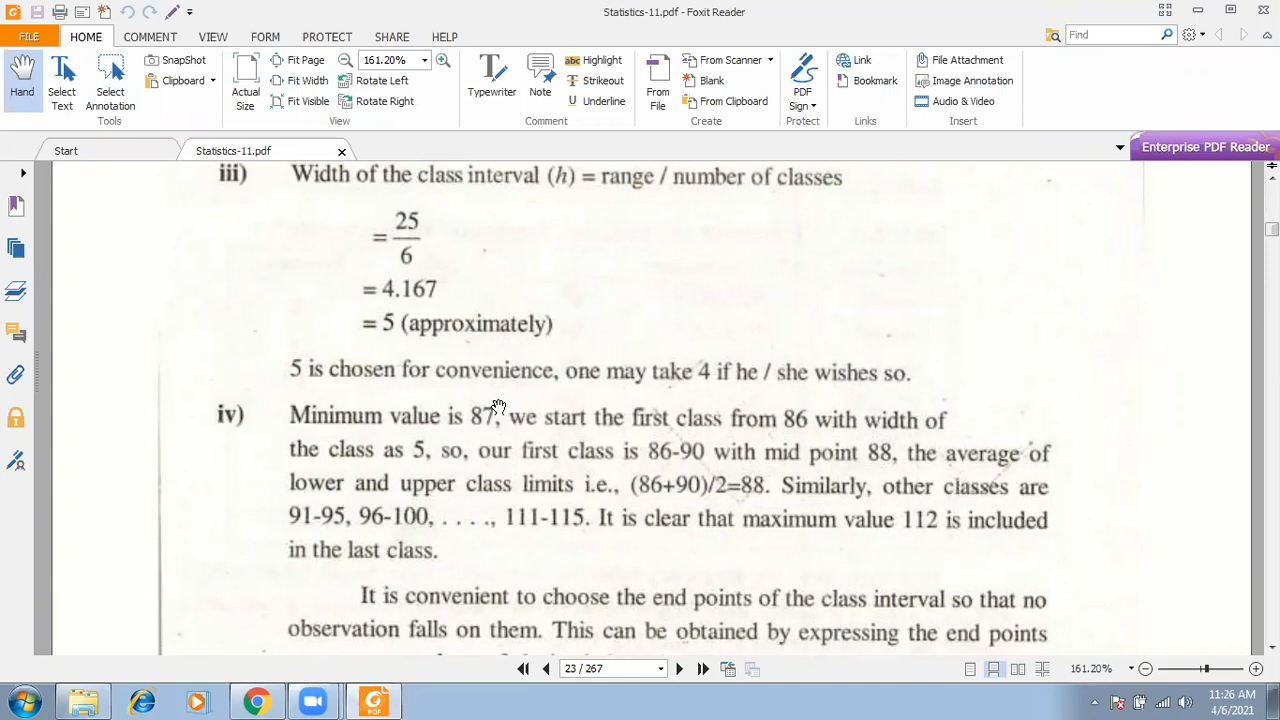 Statistics-11.pdf - Foxit Reader
FILE HOME COMMENT VIEW FORM PROTECT SHARE HELP Find
SnapShot Fit Page 161.20% Highlight From Scanner Link File Attachment
Hand Select Text Select Annotation Clipboard Actual Size Fit Width Rotate Left Typewriter Note Strikeout From File Blank PDF Sign Bookmark Image Annotation
Fit Visible Rotate Right Underline From Clipboard Audio & Video
Tools View Comment Create Protect Links Insert
Start Statistics-11.pdf Enterprise PDF Reader
iii) Width of the class interval (h) = range / number of classes
= 25/6
= 4.167
= 5 (approximately)
5 is chosen for convenience, one may take 4 if he / she wishes so.
iv) Minimum value is 87, we start the first class from 86 with width of
the class as 5, so, our first class is 86-90 with mid point 88, the average of
lower and upper class limits i.e., (86+90)/2=88. Similarly, other classes are
91-95, 96-100, . . . ., 111-115. It is clear that maximum value 112 is included
in the last class.
It is convenient to choose the end points of the class interval so that no
observation falls on them. This can be obtained by expressing the end points
23 / 267 161.20%
11:26 AM
4/6/2021